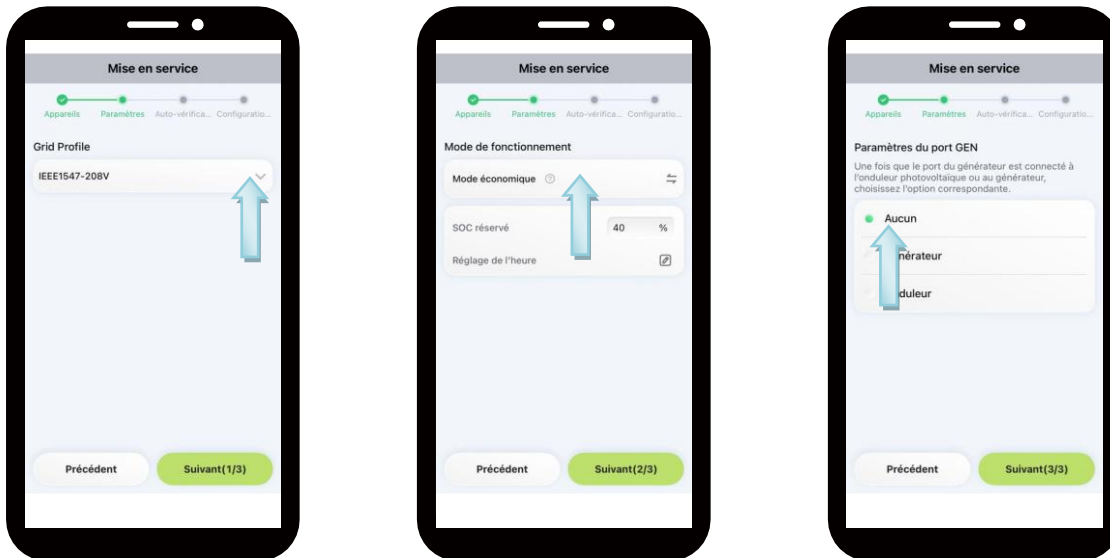 Mise en service
Appareils Paramètres Auto-vérifica... Configuratio...
Grid Profile
IEEE1547-208V
Précédent Suivant(1/3)
Mise en service
Appareils Paramètres Auto-vérifica... Configuratio...
Mode de fonctionnement
Mode économique ?
SOC réservé 40 %
Réglage de l'heure
Précédent Suivant(2/3)
Mise en service
Appareils Paramètres Auto-vérifica... Configuratio...
Paramètres du port GEN
Une fois que le port du générateur est connecté à
l'onduleur photovoltaïque ou au générateur,
choisissez l'option correspondante.
Aucun
nérateur
duleur
Précédent Suivant(3/3)